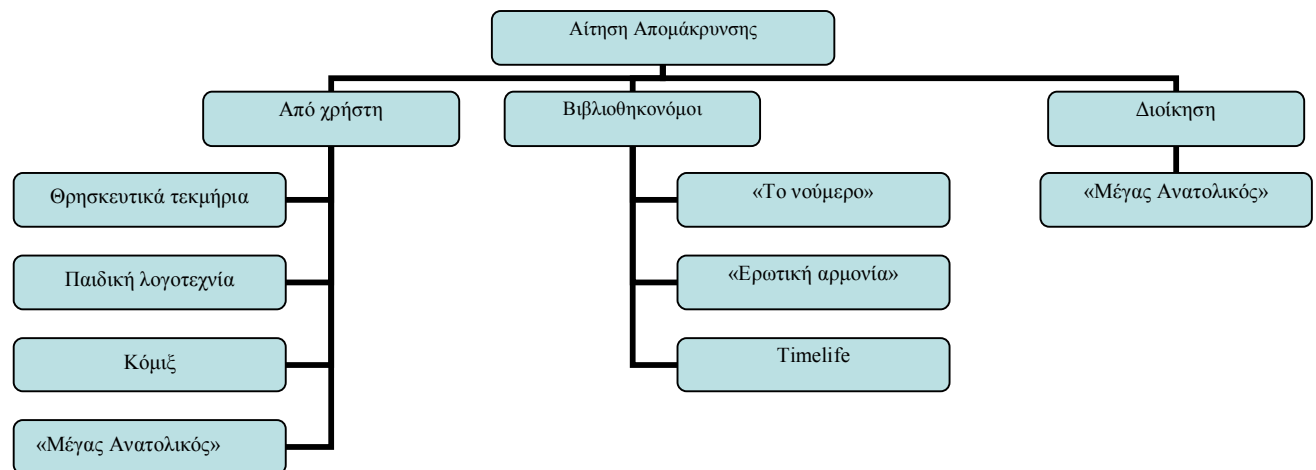 Αίτηση Απομάκρυνσης
Από χρήστη
Θρησκευτικά τεκμήρια
Παιδική λογοτεχνία
Κόμιξ
«Μέγας Ανατολικός»
Βιβλιοθηκονόμοι
«Το νούμερο»
«Ερωτική αρμονία»
Timelife
Διοίκηση
«Μέγας Ανατολικός»